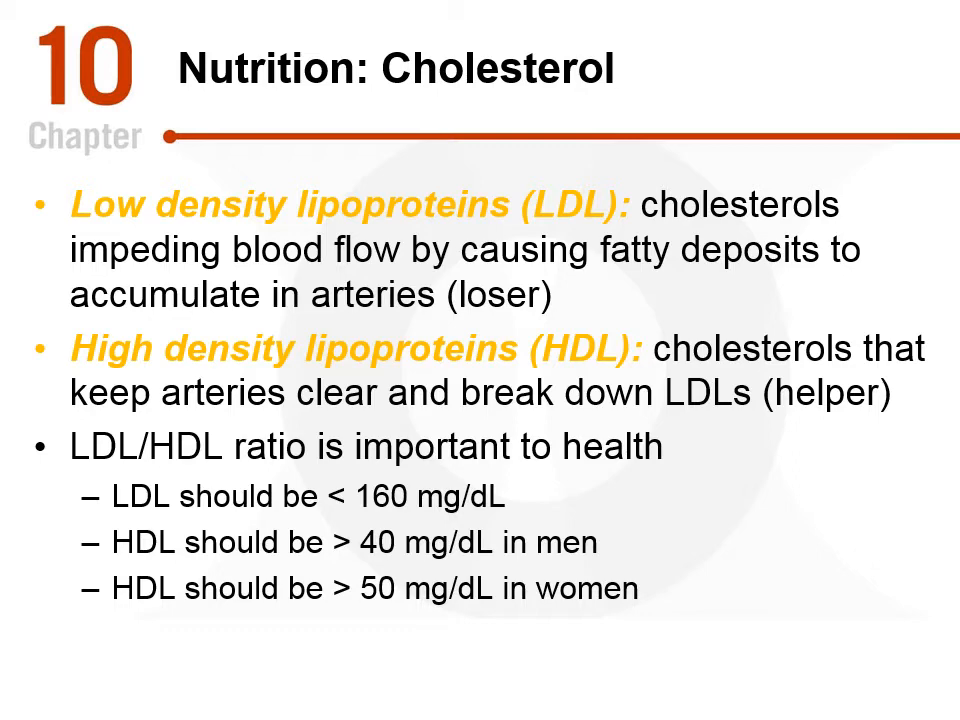 10
Chapter
Nutrition: Cholesterol
• Low density lipoproteins (LDL): cholesterols
impeding blood flow by causing fatty deposits to
accumulate in arteries (loser)
• High density lipoproteins (HDL): cholesterols that
keep arteries clear and break down LDLs (helper)
• LDL/HDL ratio is important to health
– LDL should be < 160 mg/dL
– HDL should be > 40 mg/dL in men
– HDL should be > 50 mg/dL in women